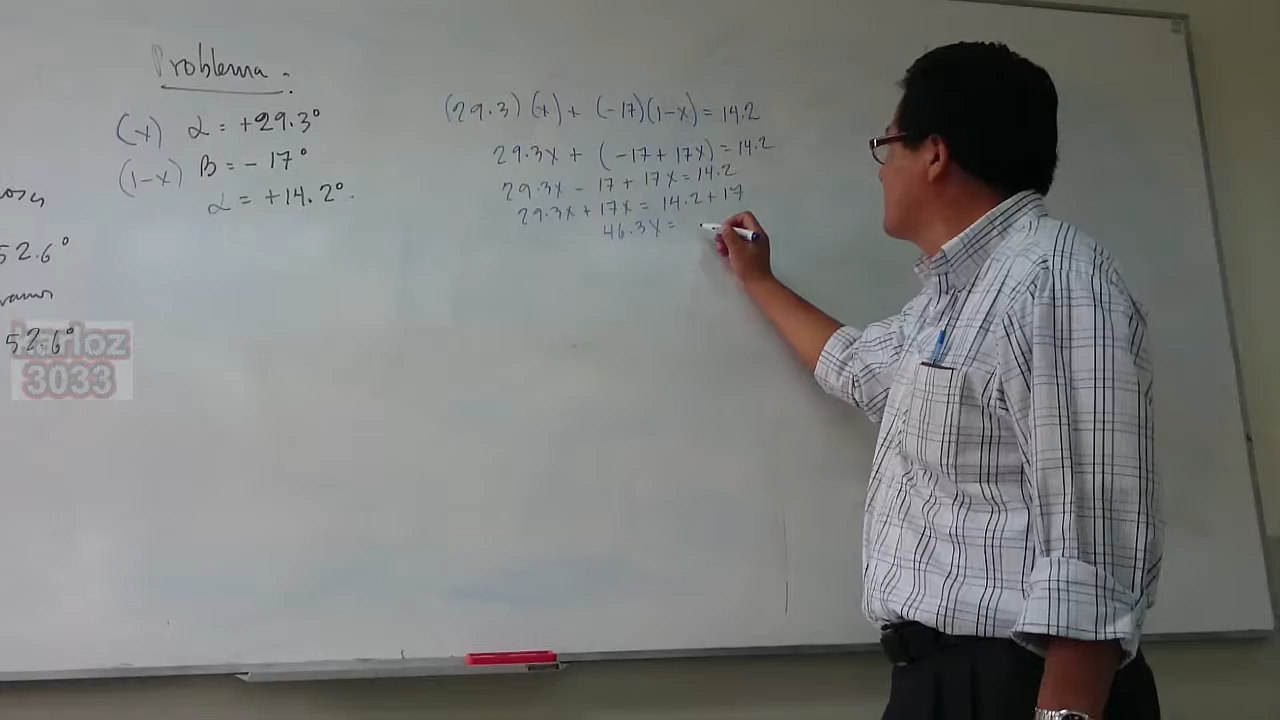 Problema.
(x) α = +29.3°
(1-x) B = -17°
α = +14.2°.
52.6°
52.6°
(29.3)(x) + (-17)(1-x) = 14.2
29.3x + (-17 + 17x) = 14.2
29.3x - 17 + 17x = 14.2
29.3x + 17x = 14.2 + 17
46.3x =
karloz
3033